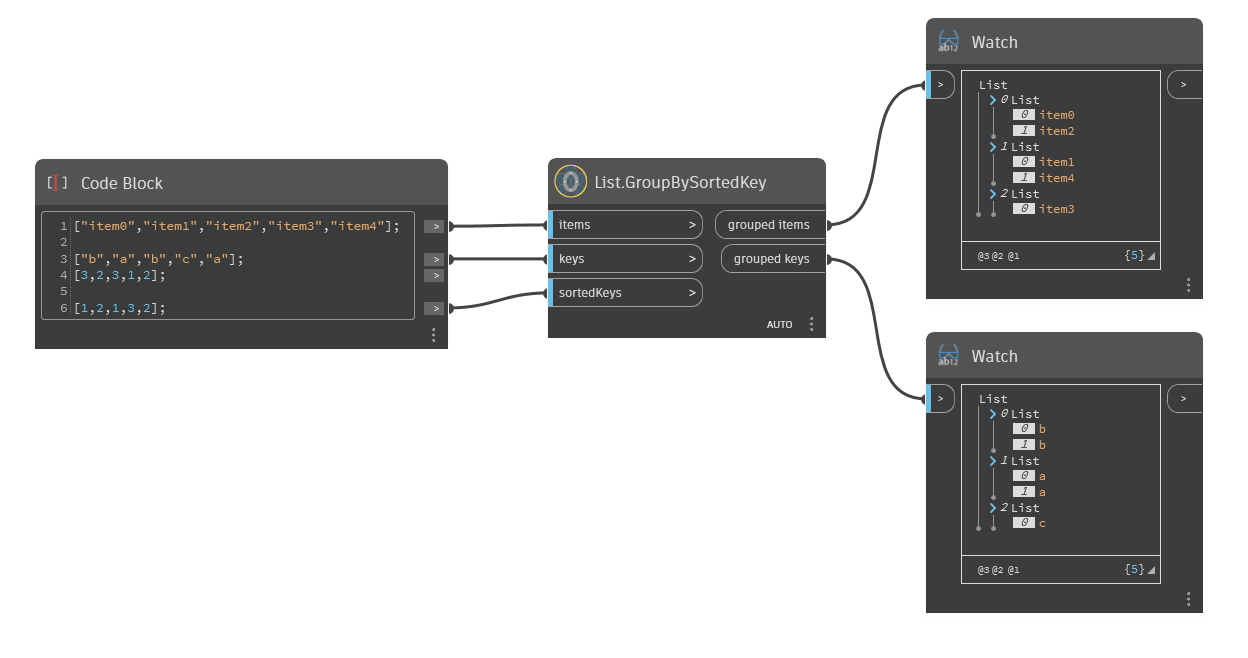 Code Block
1 ["item0","item1","item2","item3","item4"]; >
2
3 ["b","a","b","c","a"]; >
4 [3,2,3,1,2]; >
5
6 [1,2,1,3,2]; >
List.GroupBySortedKey
items > grouped items
keys > grouped keys
sortedKeys >
AUTO
ab12 Watch
> >
List
0 List
0 item0
1 item2
1 List
0 item1
1 item4
2 List
0 item3
@3 @2 @1 {5}
ab12 Watch
> >
List
0 List
0 b
1 b
1 List
0 a
1 a
2 List
0 c
@3 @2 @1 {5}